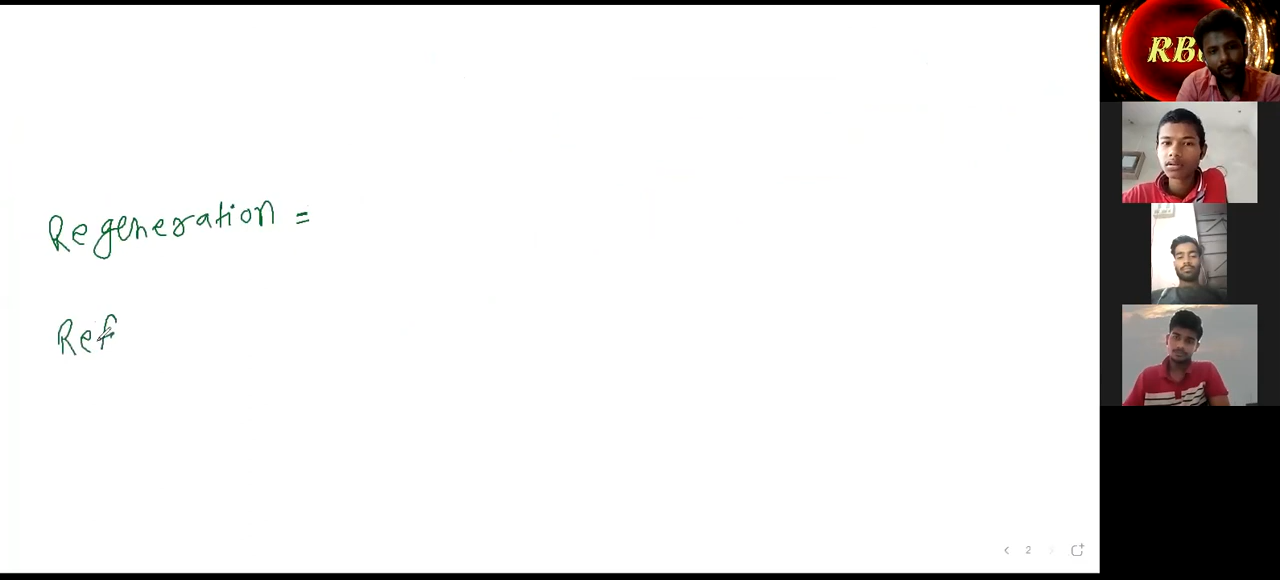 RB
Regeneration =
Ref
2